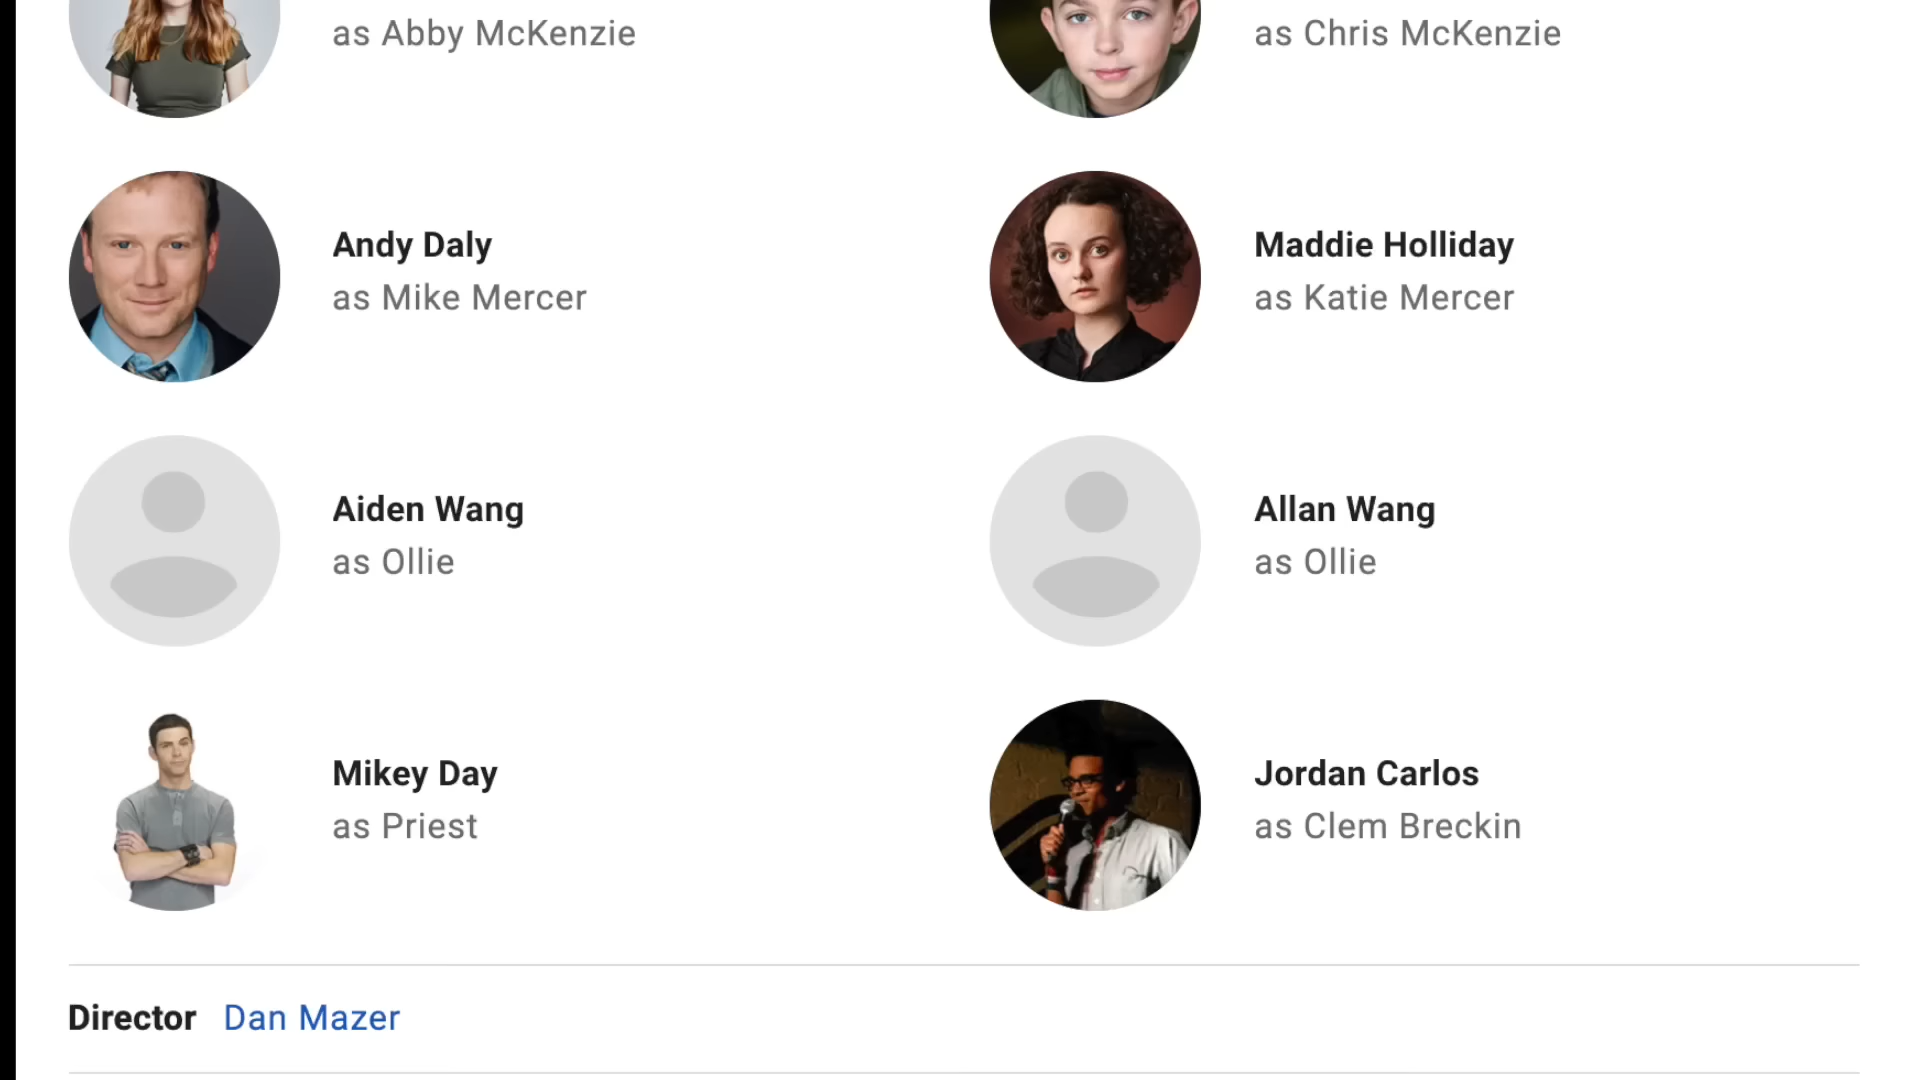 as Abby McKenzie
as Chris McKenzie
Andy Daly
as Mike Mercer
Maddie Holliday
as Katie Mercer
Aiden Wang
as Ollie
Allan Wang
as Ollie
Mikey Day
as Priest
Jordan Carlos
as Clem Breckin
Director Dan Mazer